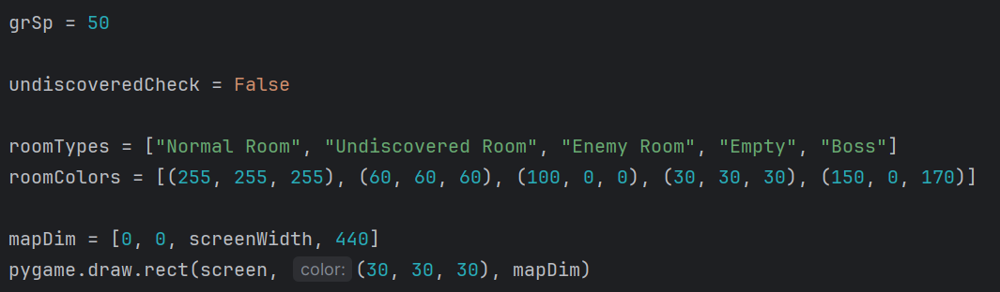 grSp = 50
undiscoveredCheck = False
roomTypes = ["Normal Room", "Undiscovered Room", "Enemy Room", "Empty", "Boss"]
roomColors = [(255, 255, 255), (60, 60, 60), (100, 0, 0), (30, 30, 30), (150, 0, 170)]
mapDim = [0, 0, screenWidth, 440]
pygame.draw.rect(screen, color: (30, 30, 30), mapDim)